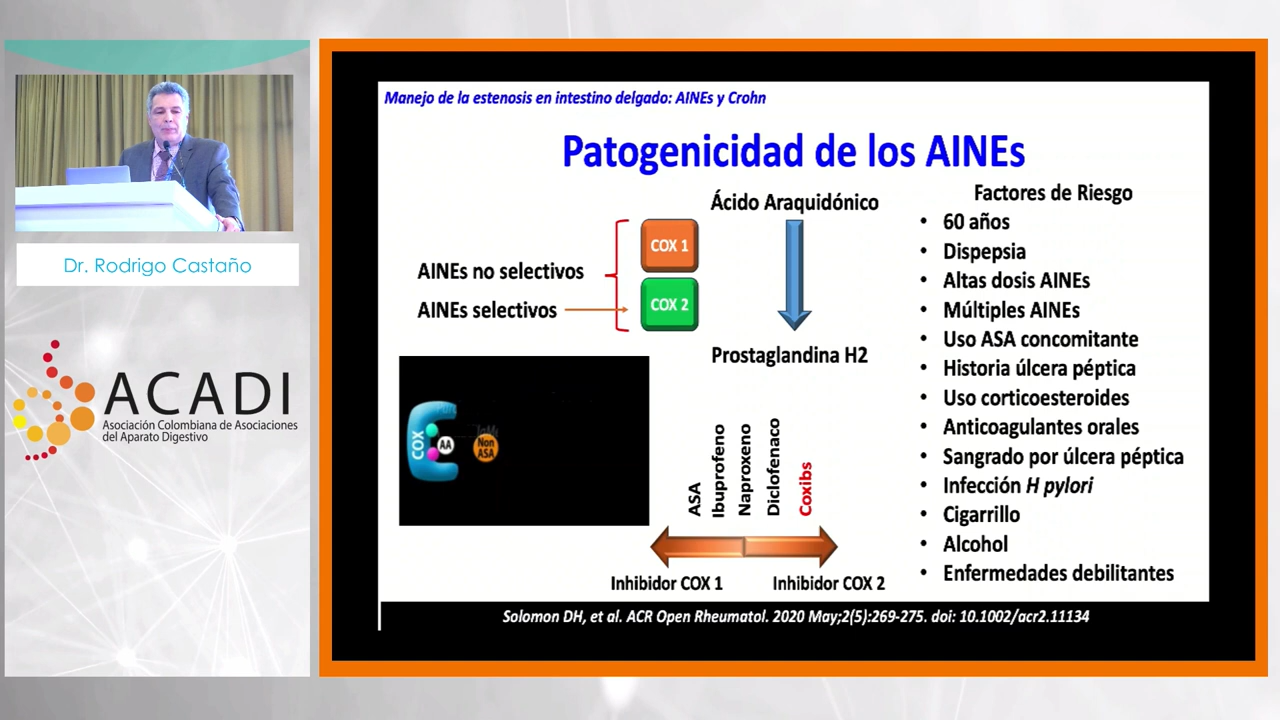 Dr. Rodrigo Castaño
ACADI
Asociación Colombiana de Asociaciones
del Aparato Digestivo
Manejo de la estenosis en intestino delgado: AINEs y Crohn
Patogenicidad de los AINEs
Ácido Araquidónico
COX 1
AINEs no selectivos
COX 2
AINEs selectivos
Prostaglandina H2
COX
AA
Non
ASA
ASA
Ibuprofeno
Naproxeno
Diclofenaco
Coxibs
Inhibidor COX 1
Inhibidor COX 2
Factores de Riesgo
• 60 años
• Dispepsia
• Altas dosis AINEs
• Múltiples AINEs
• Uso ASA concomitante
• Historia úlcera péptica
• Uso corticoesteroides
• Anticoagulantes orales
• Sangrado por úlcera péptica
• Infección H pylori
• Cigarrillo
• Alcohol
• Enfermedades debilitantes
Solomon DH, et al. ACR Open Rheumatol. 2020 May;2(5):269-275. doi: 10.1002/acr2.11134